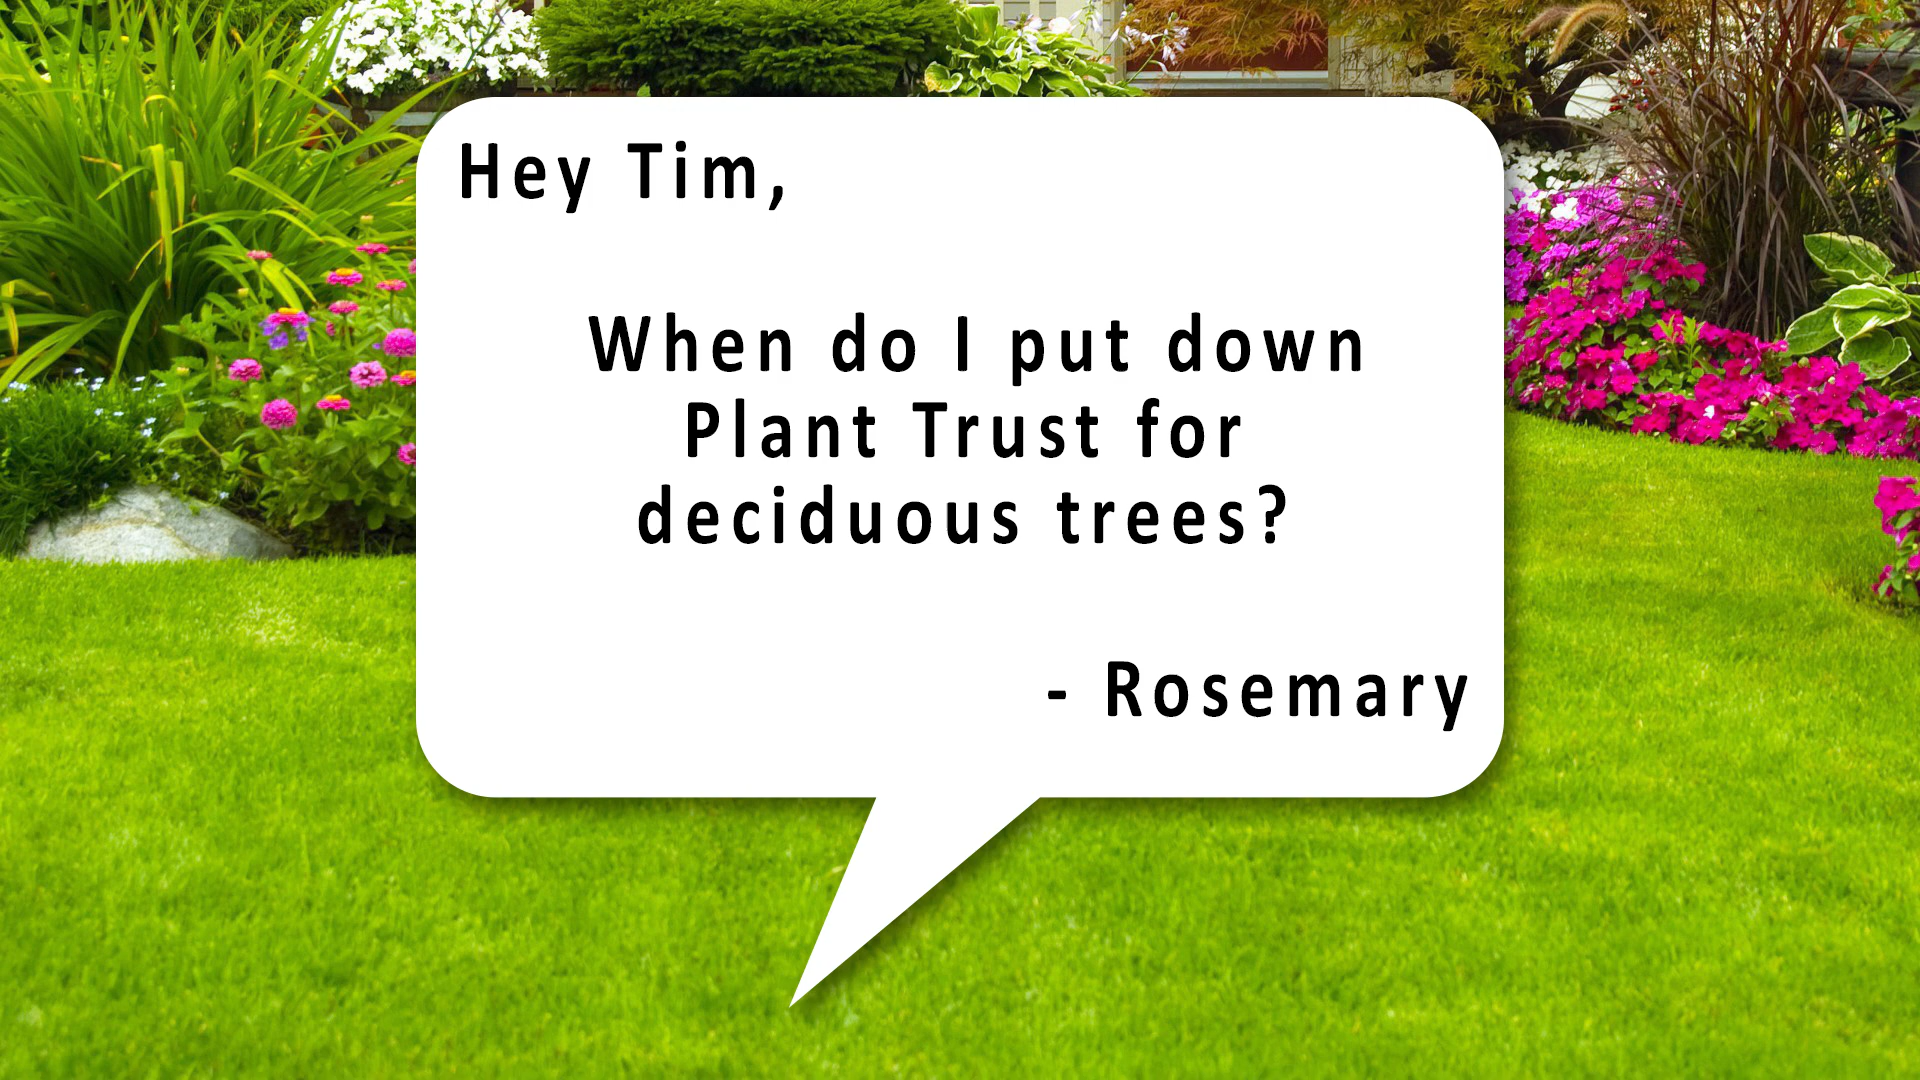 Hey Tim,
When do I put down
Plant Trust for
deciduous trees?
- Rosemary